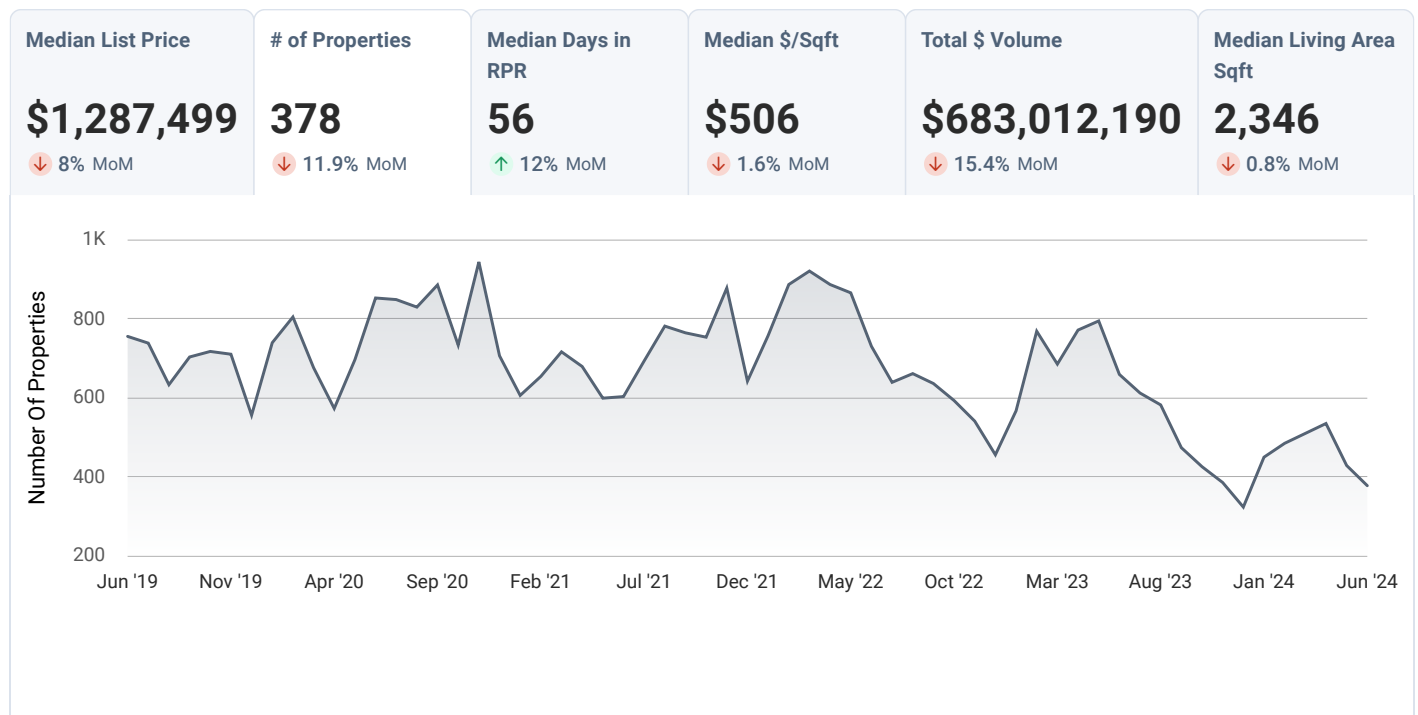 Median List Price
$1,287,499
8% MoM
# of Properties
378
11.9% MoM
Median Days in
RPR
56
12% MoM
Median $/Sqft
$506
1.6% MoM
Total $ Volume
$683,012,190
15.4% MoM
Median Living Area
Sqft
2,346
0.8% MoM
Number Of Properties
1K
800
600
400
200
Jun '19 Nov '19 Apr '20 Sep '20 Feb '21 Jul '21 Dec '21 May '22 Oct '22 Mar '23 Aug '23 Jan '24 Jun '24